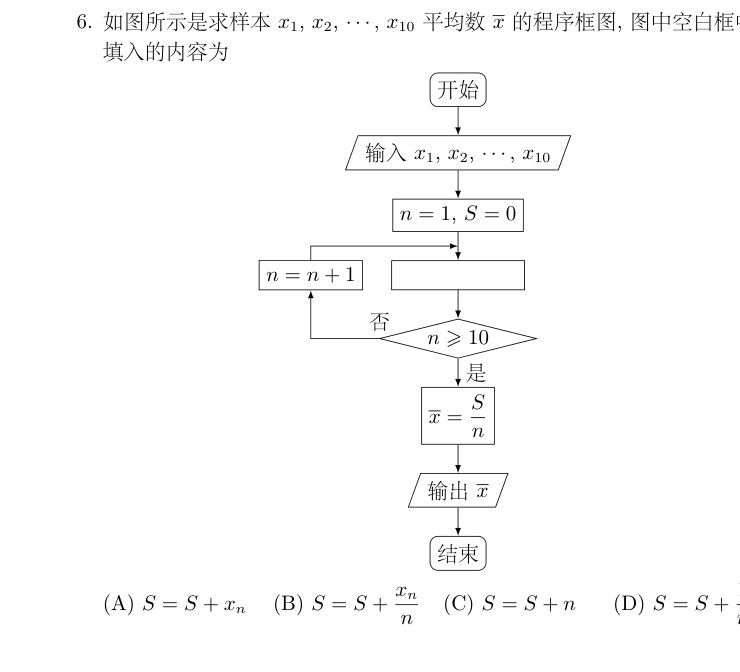 6. 如图所示是求样本 x₁, x₂, ⋯, x₁₀ 平均数 x̅ 的程序框图, 图中空白框
填入的内容为
开始
输入 x₁, x₂, ⋯, x₁₀
n = 1, S = 0
n = n + 1
否
n ⩾ 10
是
x̅ = S/n
输出 x̅
结束
(A) S = S + xₙ (B) S = S + xₙ/n (C) S = S + n (D) S = S +